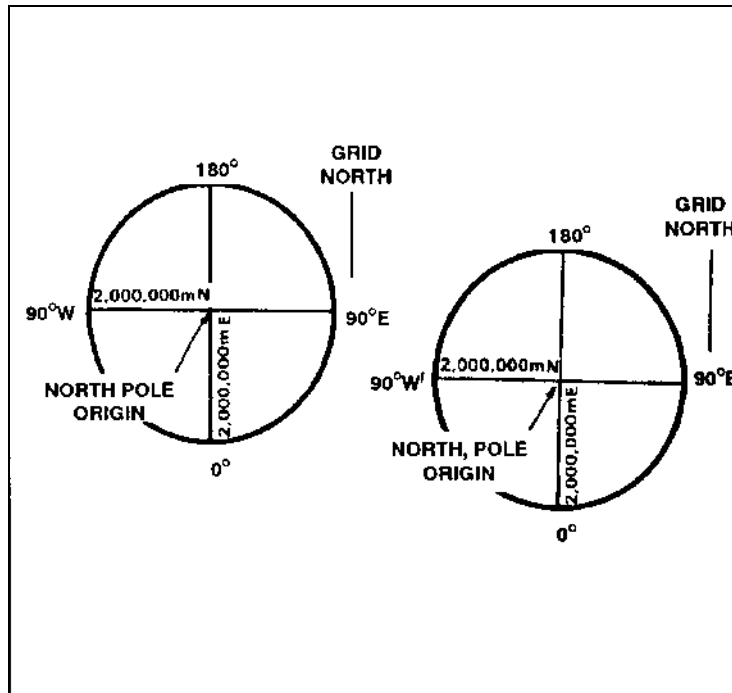 180°
GRID
NORTH
2,000,000mN
90°W
90°E
2,000,000m E
NORTH POLE
ORIGIN
0°
GRID
NORTH
180°
2,000,000mN
90°W
90°E
2,000,000mE
NORTH, POLE
ORIGIN
0°